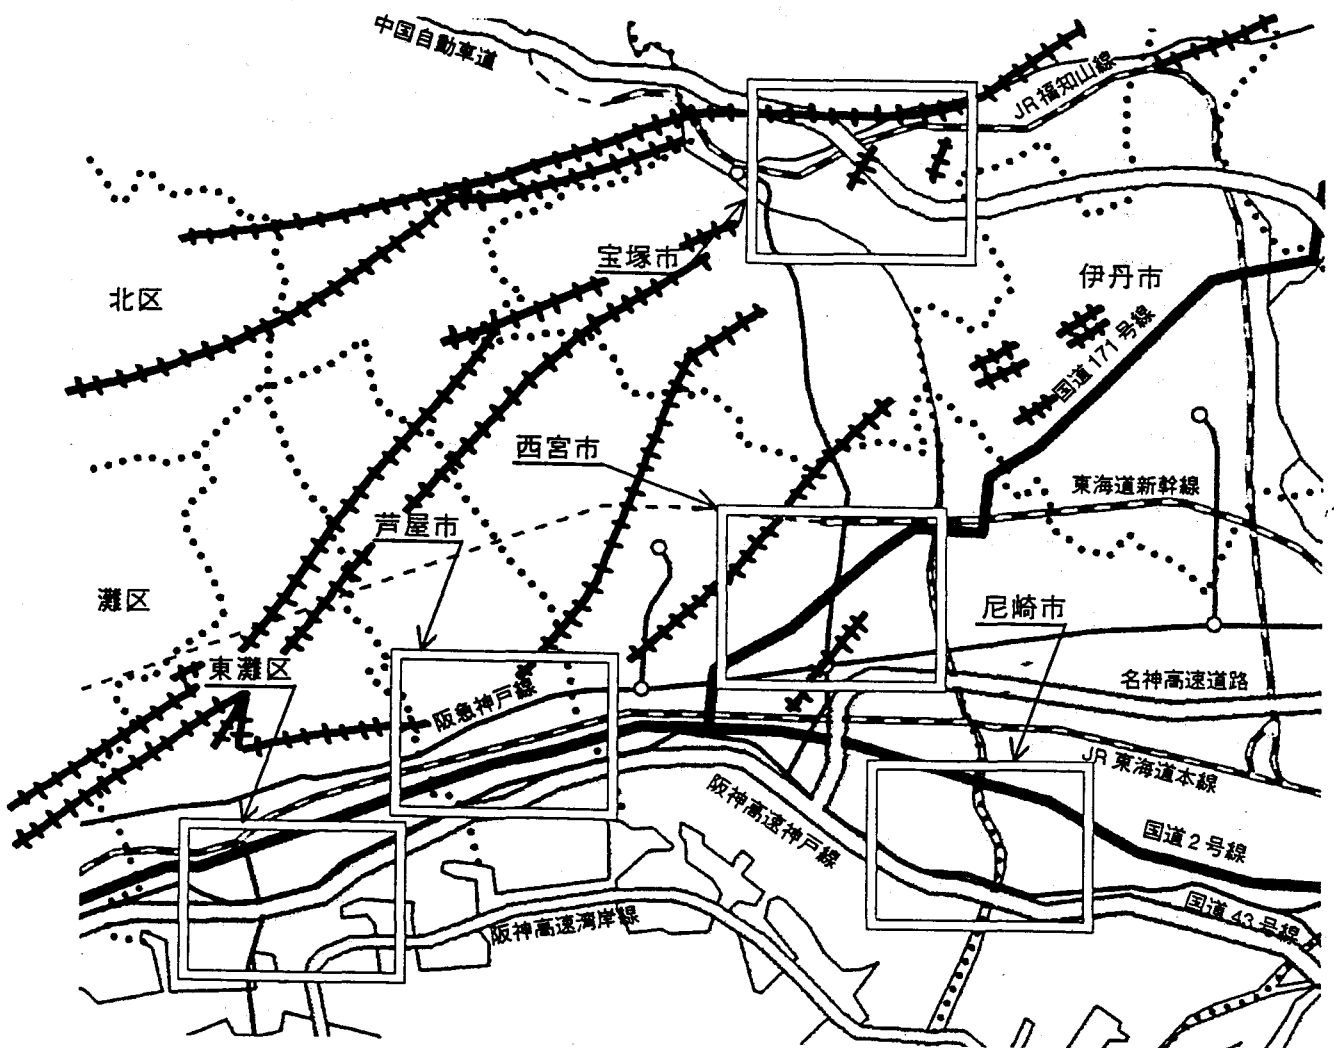 中国自動車道
JR福知山線
宝塚市
伊丹市
北区
国道171号線
西宮市
東海道新幹線
芦屋市
灘区
尼崎市
東灘区
阪急神戸線
名神高速道路
JR東海道本線
阪神高速神戸線
国道2号線
国道43号線
阪神高速湾岸線